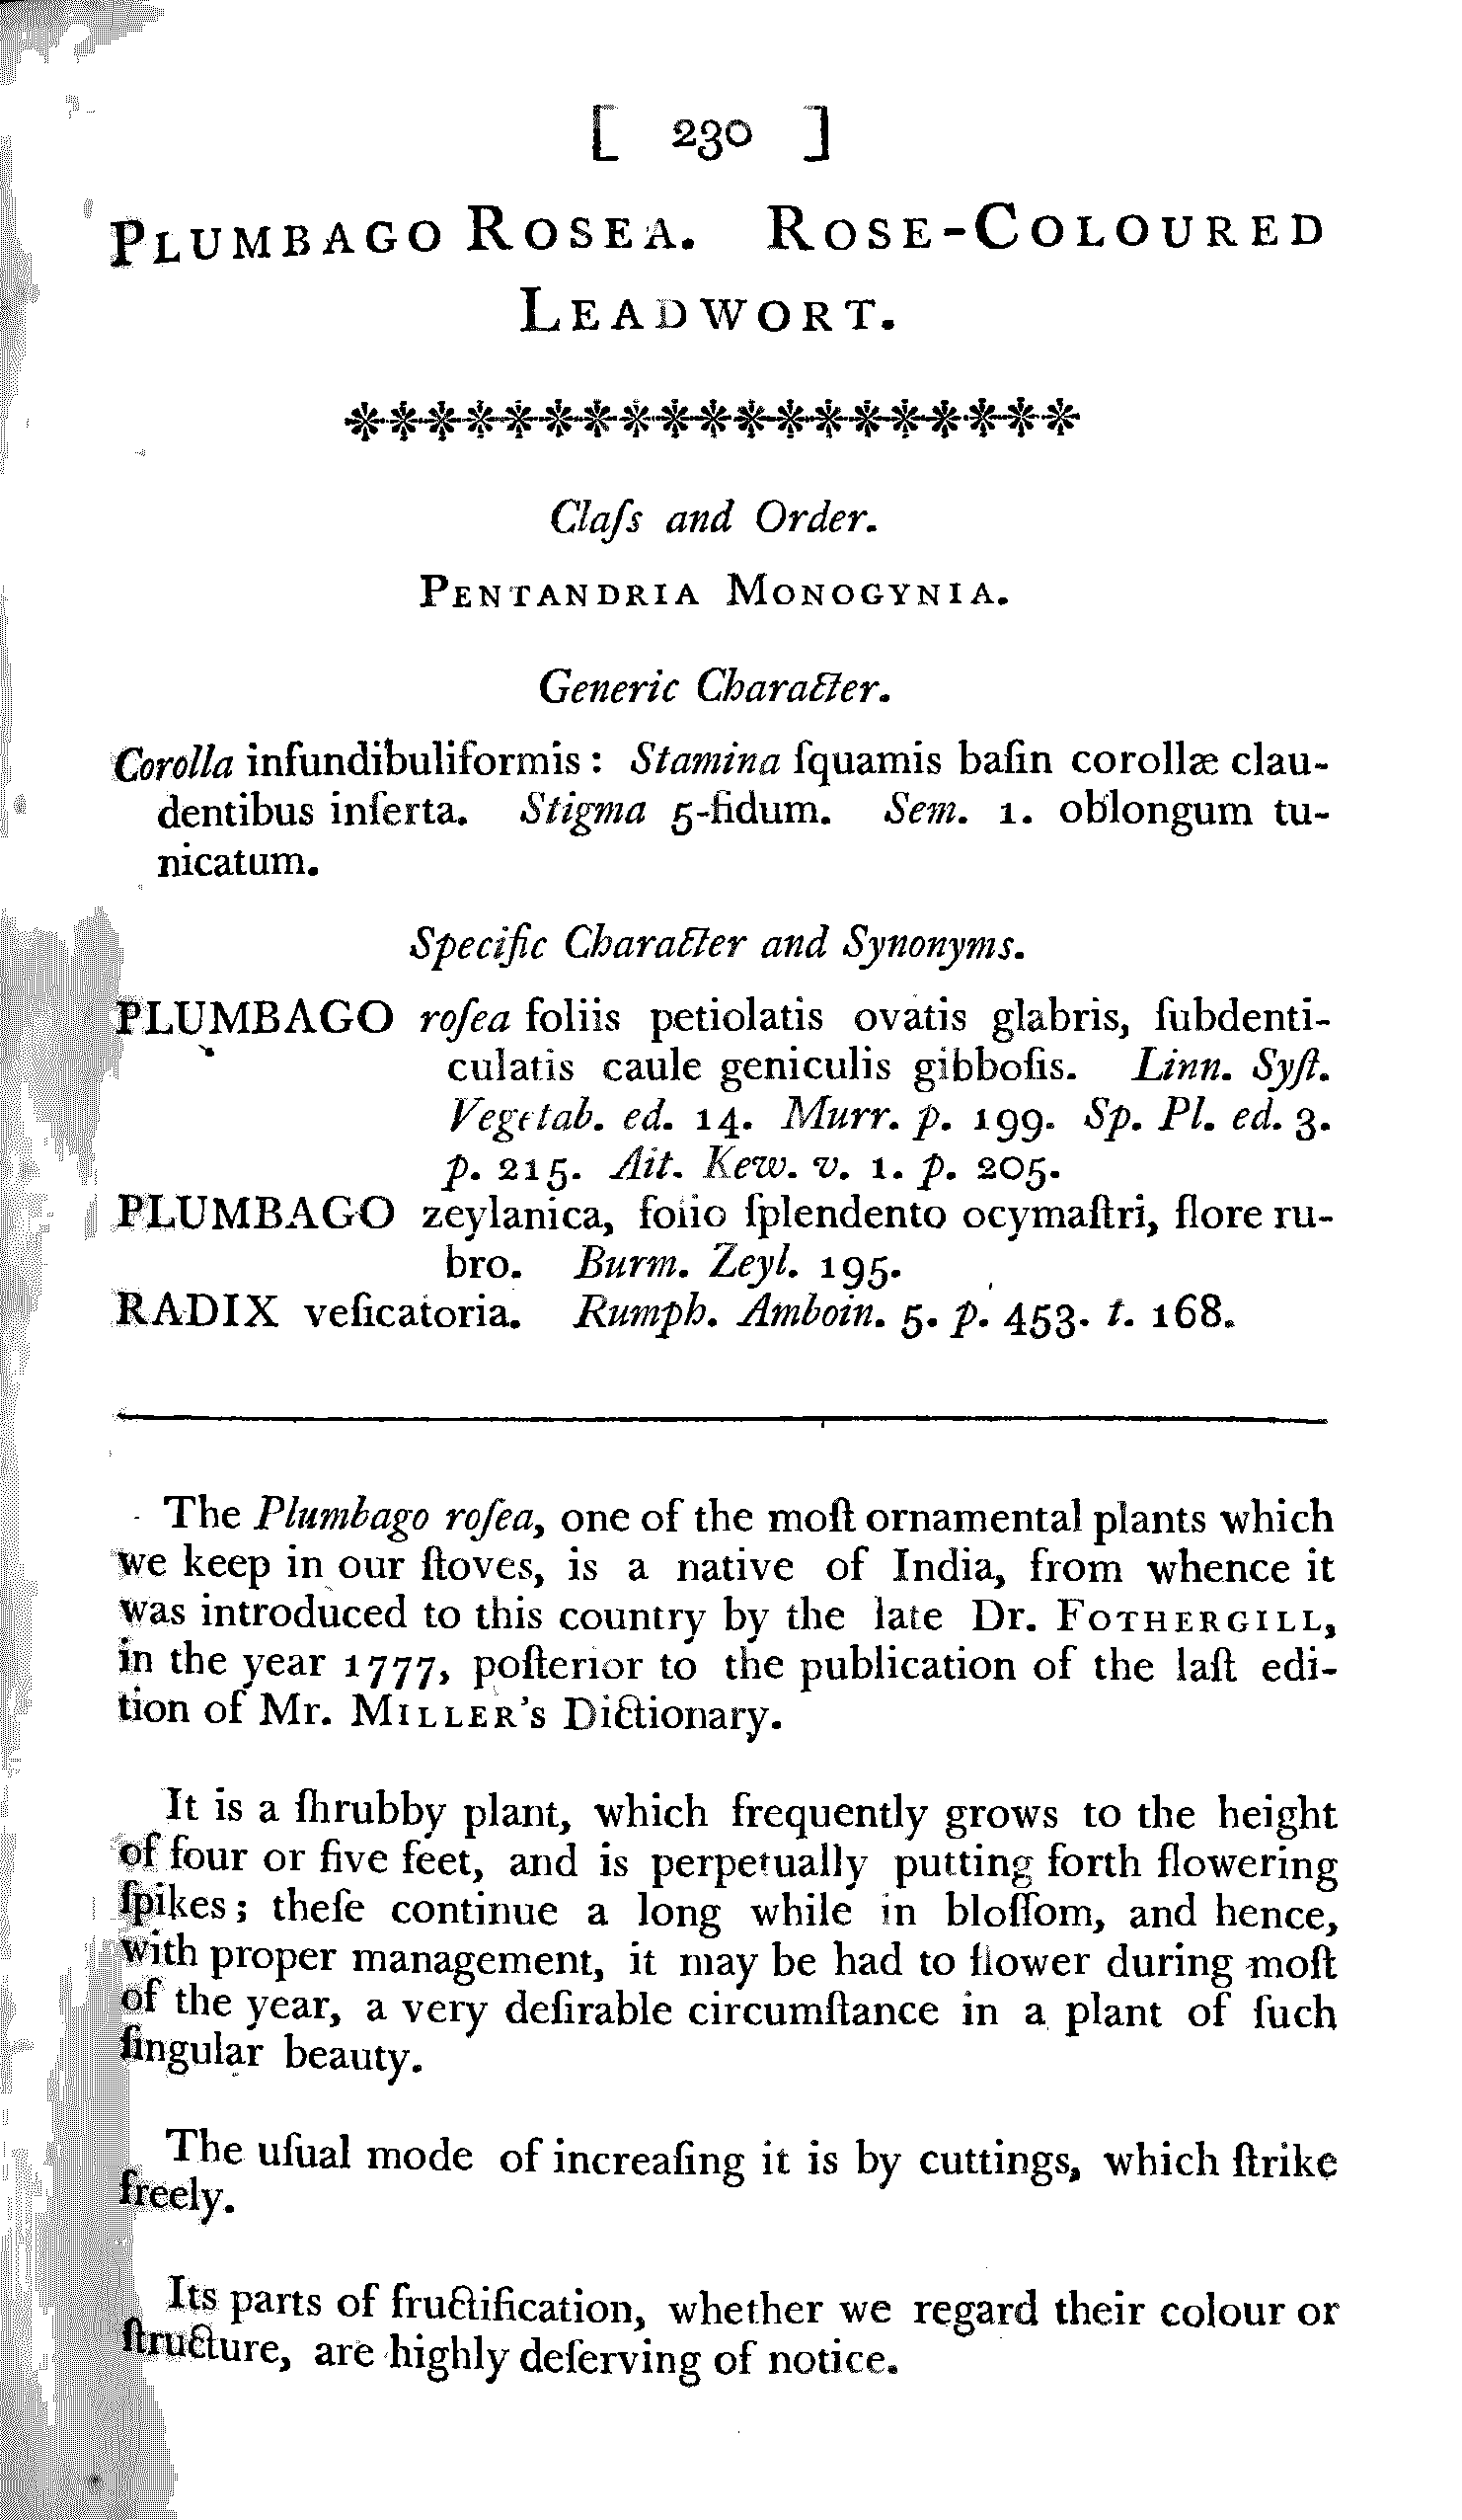 [ 230 ]
PLUMBAGO ROSEA. ROSE-COLOURED
LEADWORT.
Claſs and Order.
PENTANDRIA MONOGYNIA.
Generic Character.
Corolla infundibuliformis: Stamina ſquamis baſin corollæ clau-
dentibus inſerta. Stigma 5-fidum. Sem. 1. oblongum tu-
nicatum.
Specific Character and Synonyms.
PLUMBAGO roſea foliis petiolatis ovatis glabris, ſubdenti-
culatis caule geniculis gibboſis. Linn. Syſt.
Vegetab. ed. 14. Murr. p. 199. Sp. Pl. ed. 3.
p. 215. Ait. Kew. v. 1. p. 205.
PLUMBAGO zeylanica, folio ſplendento ocymaſtri, flore ru-
bro. Burm. Zeyl. 195.
RADIX veſicatoria. Rumph. Amboin. 5. p. 453. t. 168.
The Plumbago roſea, one of the moſt ornamental plants which
we keep in our ſtoves, is a native of India, from whence it
was introduced to this country by the late Dr. FOTHERGILL,
in the year 1777, poſterior to the publication of the laſt edi-
tion of Mr. MILLER's Dictionary.
It is a ſhrubby plant, which frequently grows to the height
of four or five feet, and is perpetually putting forth flowering
ſpikes; theſe continue a long while in bloſſom, and hence,
with proper management, it may be had to flower during moſt
of the year, a very deſirable circumſtance in a plant of ſuch
ſingular beauty.
The uſual mode of increaſing it is by cuttings, which ſtrike
freely.
Its parts of fructification, whether we regard their colour or
ſtructure, are highly deſerving of notice.